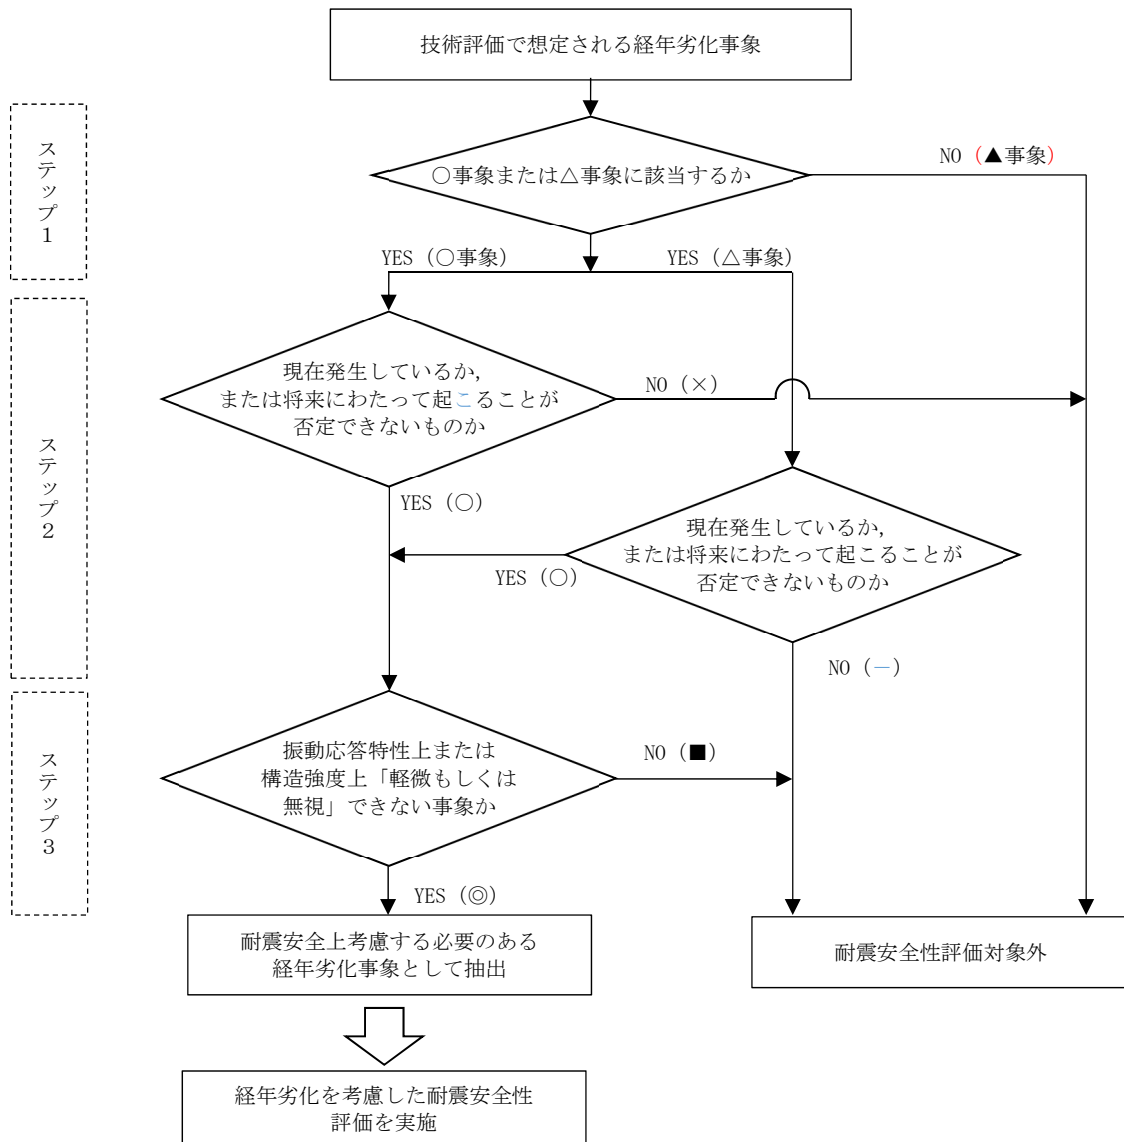 技術評価で想定される経年劣化事象
ステップ1
○事象または△事象に該当するか
NO（▲事象）
YES（○事象）
YES（△事象）
ステップ2
現在発生しているか,
または将来にわたって起こることが
否定できないものか
NO（×）
YES（○）
現在発生しているか,
または将来にわたって起こることが
否定できないものか
YES（○）
NO（－）
ステップ3
振動応答特性上または
構造強度上「軽微もしくは
無視」できない事象か
NO（■）
YES（◎）
耐震安全上考慮する必要のある
経年劣化事象として抽出
耐震安全性評価対象外
経年劣化を考慮した耐震安全性
評価を実施